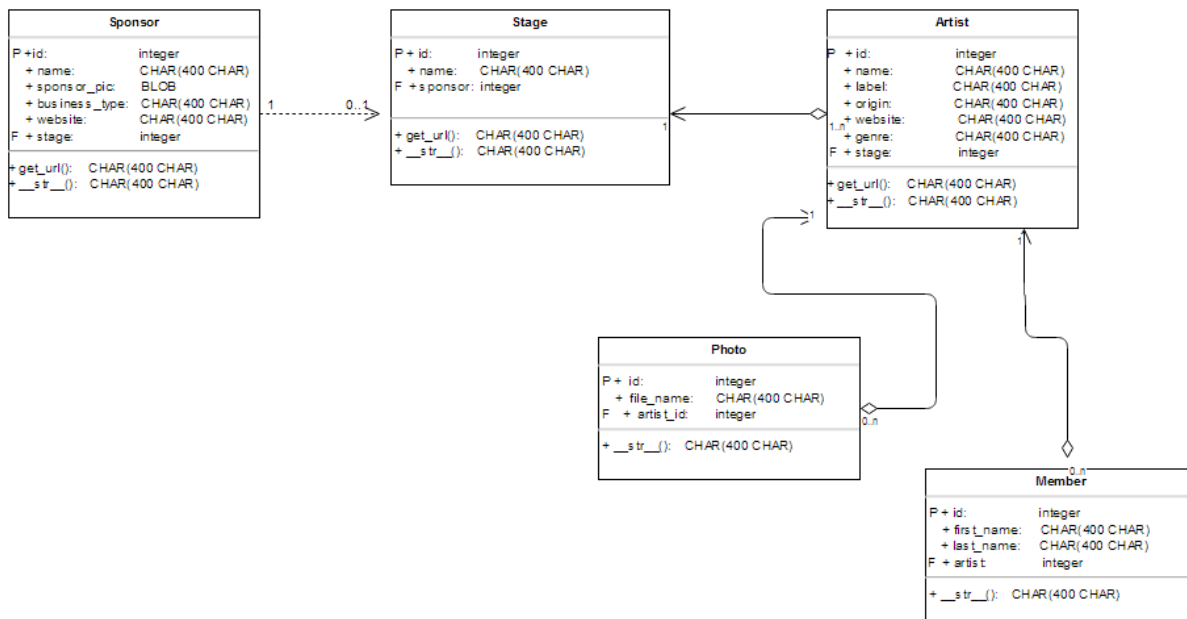 Sponsor
P +id: integer
+ name: CHAR(400 CHAR)
+ sponsor_pic: BLOB
+ business_type: CHAR(400 CHAR)
+ website: CHAR(400 CHAR)
F + stage: integer
+ get_url(): CHAR(400 CHAR)
+ __str__(): CHAR(400 CHAR)
1
0..1
Stage
P + id: integer
+ name: CHAR(400 CHAR)
F + sponsor: integer
+ get_url(): CHAR(400 CHAR)
+ __str__(): CHAR(400 CHAR)
1
1..n
Artist
P + id: integer
+ name: CHAR(400 CHAR)
+ label: CHAR(400 CHAR)
+ origin: CHAR(400 CHAR)
+ website: CHAR(400 CHAR)
+ genre: CHAR(400 CHAR)
F + stage: integer
+ get_url(): CHAR(400 CHAR)
+ __str__(): CHAR(400 CHAR)
1
1
Photo
P + id: integer
+ file_name: CHAR(400 CHAR)
F + artist_id: integer
+ __str__(): CHAR(400 CHAR)
0..n
0..n
Member
P + id: integer
+ first_name: CHAR(400 CHAR)
+ last_name: CHAR(400 CHAR)
F + artist: integer
+ __str__(): CHAR(400 CHAR)